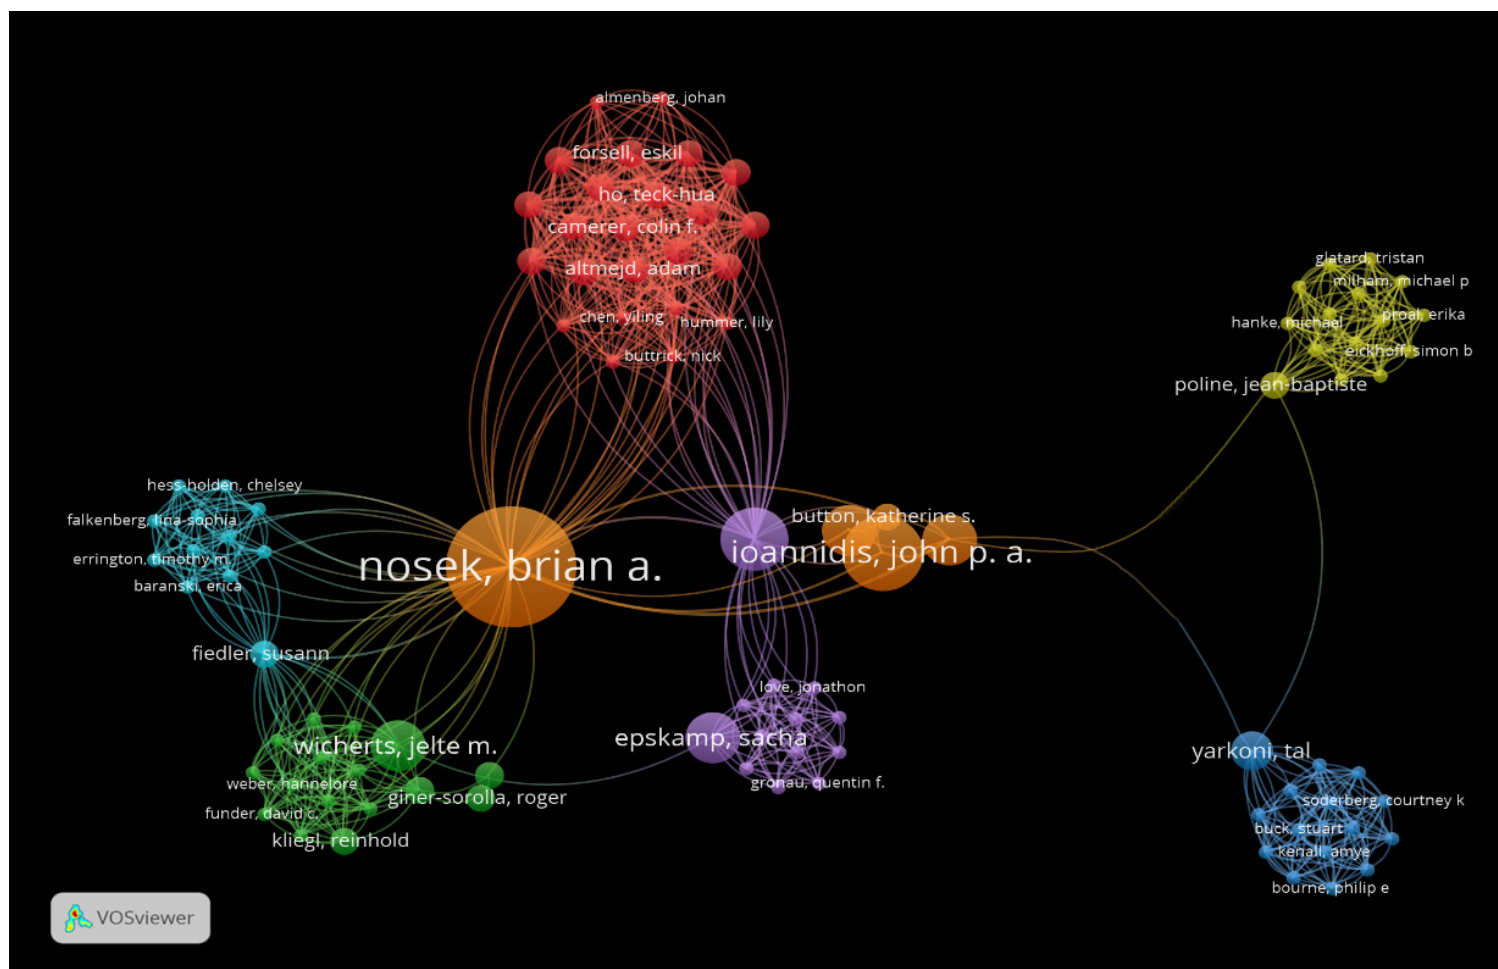 almenberg, johan
forsell, eskil
ho, teck-hua
camerer, colin f.
altmejd, adam
chen, yiling
hummer, lily
buttrick, nick
glatard, tristan
milham, michael p
proal, erika
hanke, michael
eickhoff, simon b
poline, jean-baptiste
hess-holden, chelsey
falkenberg, lina-sophia
errington, timothy m.
baranski, erica
nosek, brian a.
button, katherine s.
ioannidis, john p. a.
fiedler, susann
love, jonathon
epskamp, sacha
gronau, quentin f.
wicherts, jelte m.
weber, hannelore
giner-sorolla, roger
funder, david c.
kliegl, reinhold
yarkoni, tal
soderberg, courtney k
buck, stuart
kenall, amye
bourne, philip e
VOSviewer